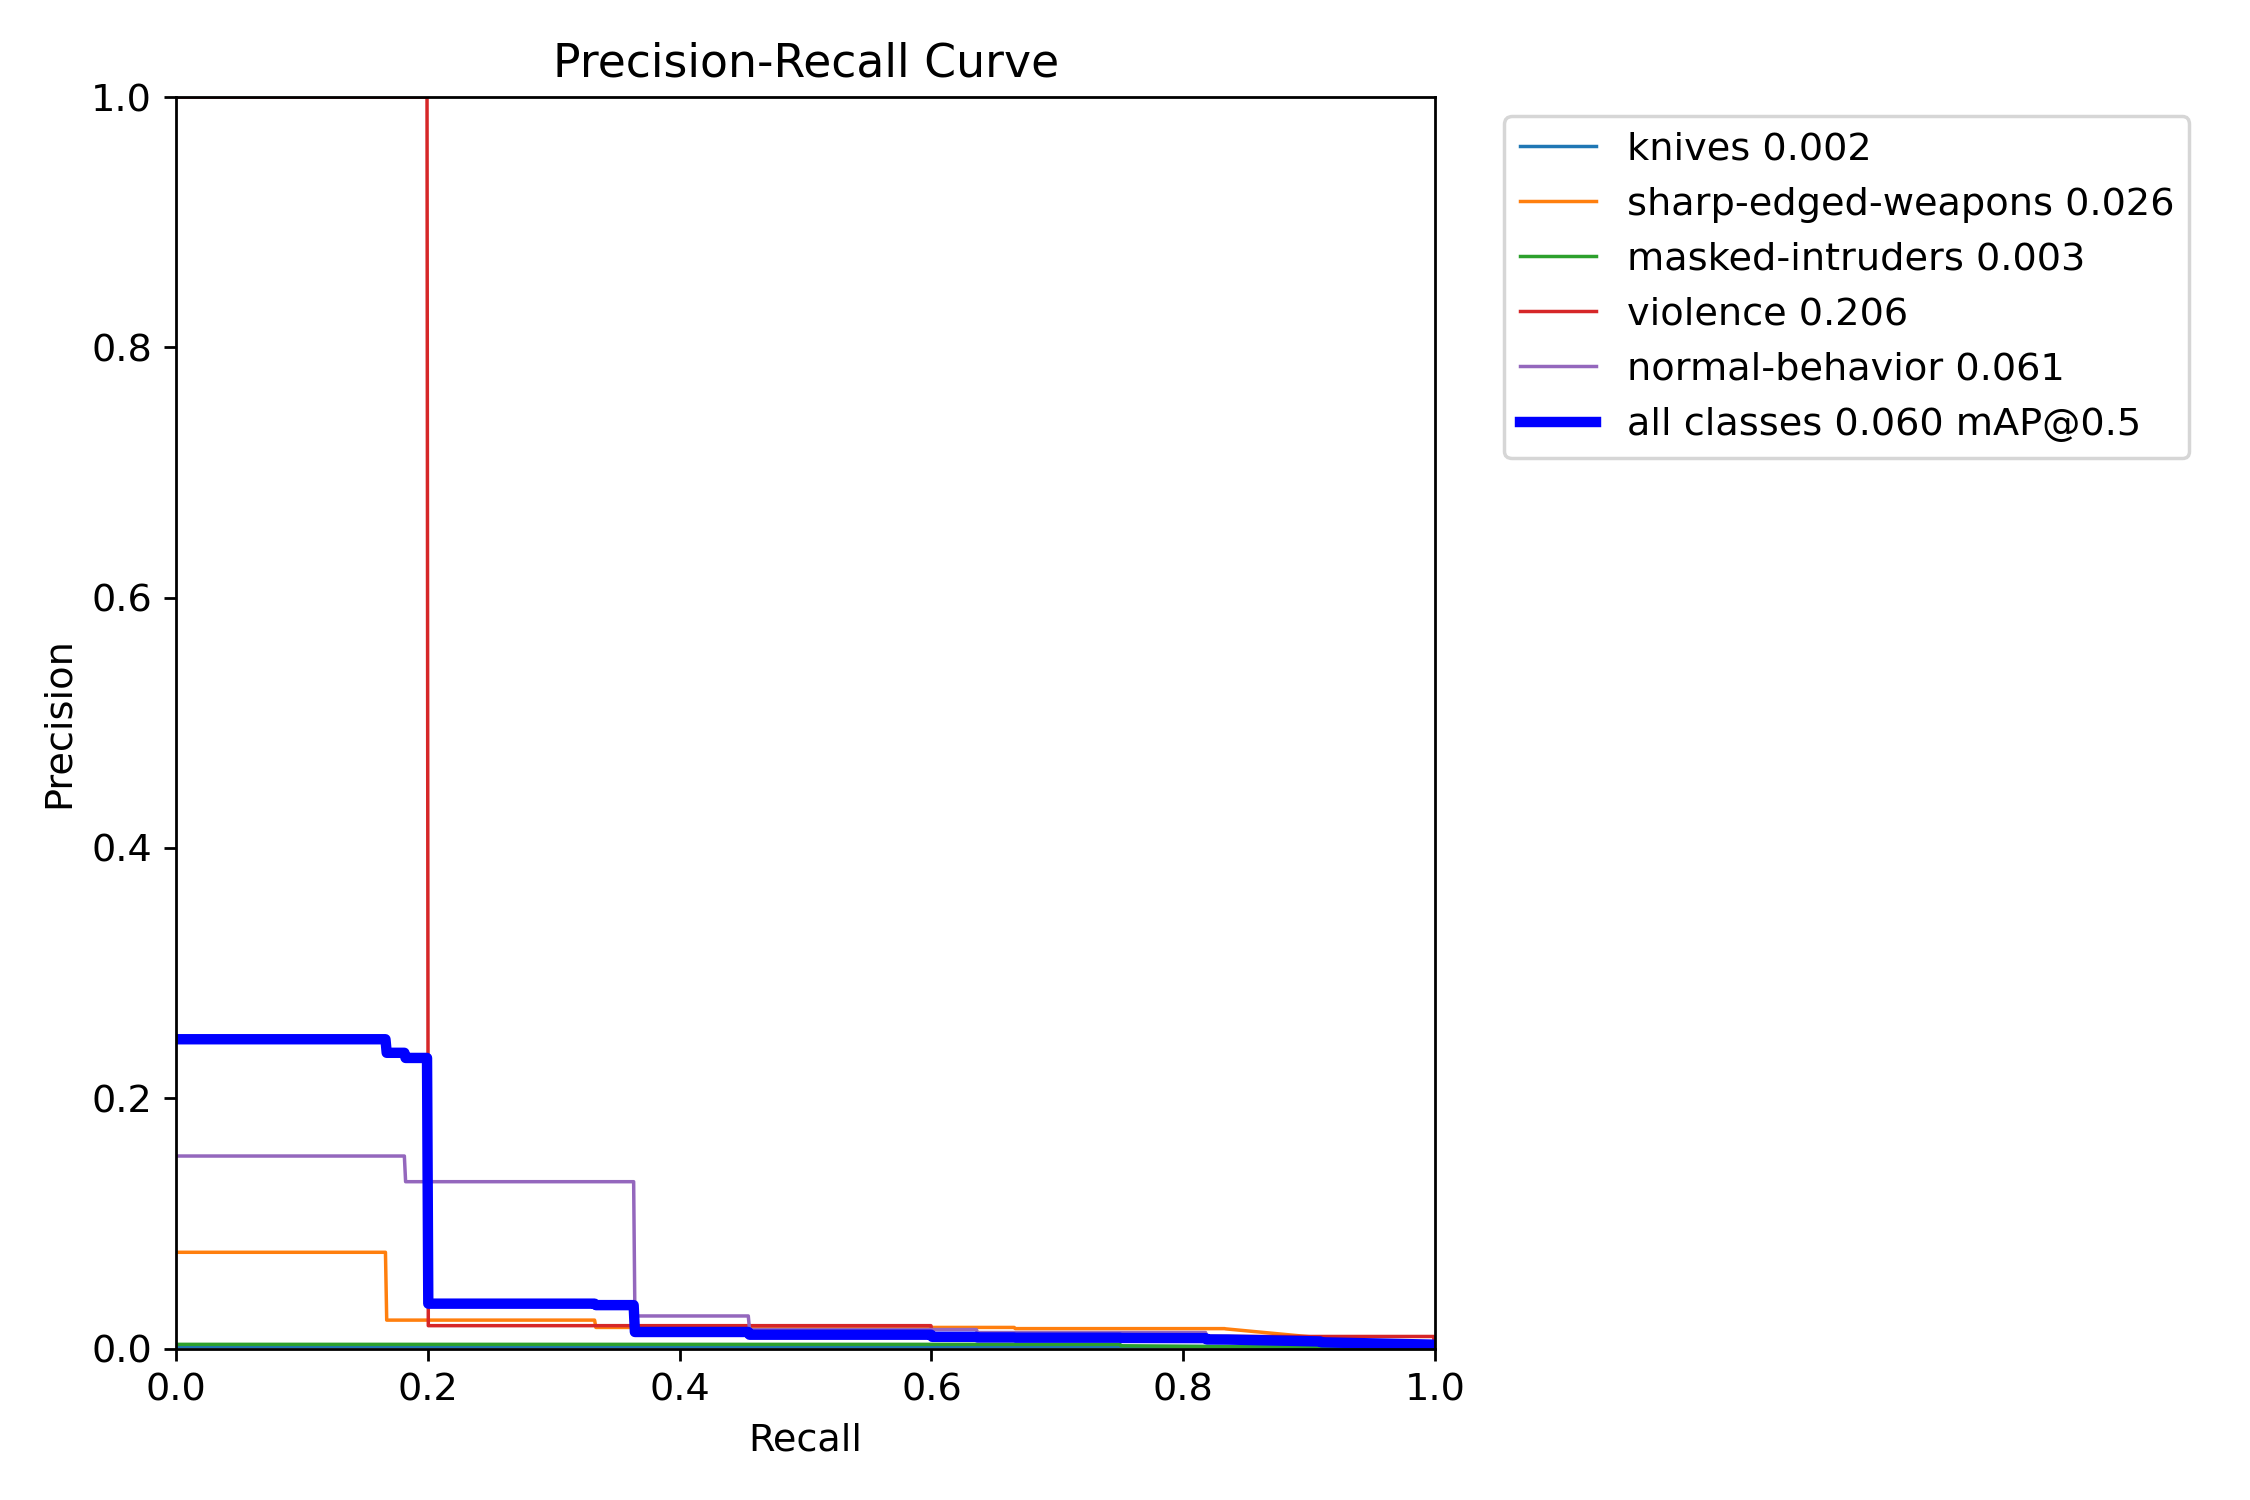 Precision-Recall Curve
1.0
0.8
0.6
0.4
0.2
0.0
Precision
0.0 0.2 0.4 0.6 0.8 1.0
Recall
knives 0.002
sharp-edged-weapons 0.026
masked-intruders 0.003
violence 0.206
normal-behavior 0.061
all classes 0.060 mAP@0.5